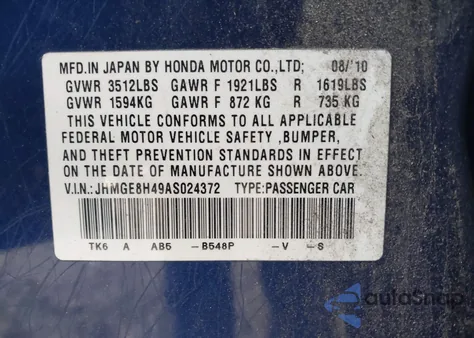 MFD.IN JAPAN BY HONDA MOTOR CO.,LTD; 08/'10
GVWR 3512LBS GAWR F 1921LBS R 1619LBS
GVWR 1594KG GAWR F 872 KG R 735 KG
THIS VEHICLE CONFORMS TO ALL APPLICABLE
FEDERAL MOTOR VEHICLE SAFETY ,BUMPER,
AND THEFT PREVENTION STANDARDS IN EFFECT
ON THE DATE OF MANUFACTURE SHOWN ABOVE.
V.I.N.:JHMGE8H49AS024372 TYPE:PASSENGER CAR
TK6 A AB5 -B548P -V -S
autoSnap